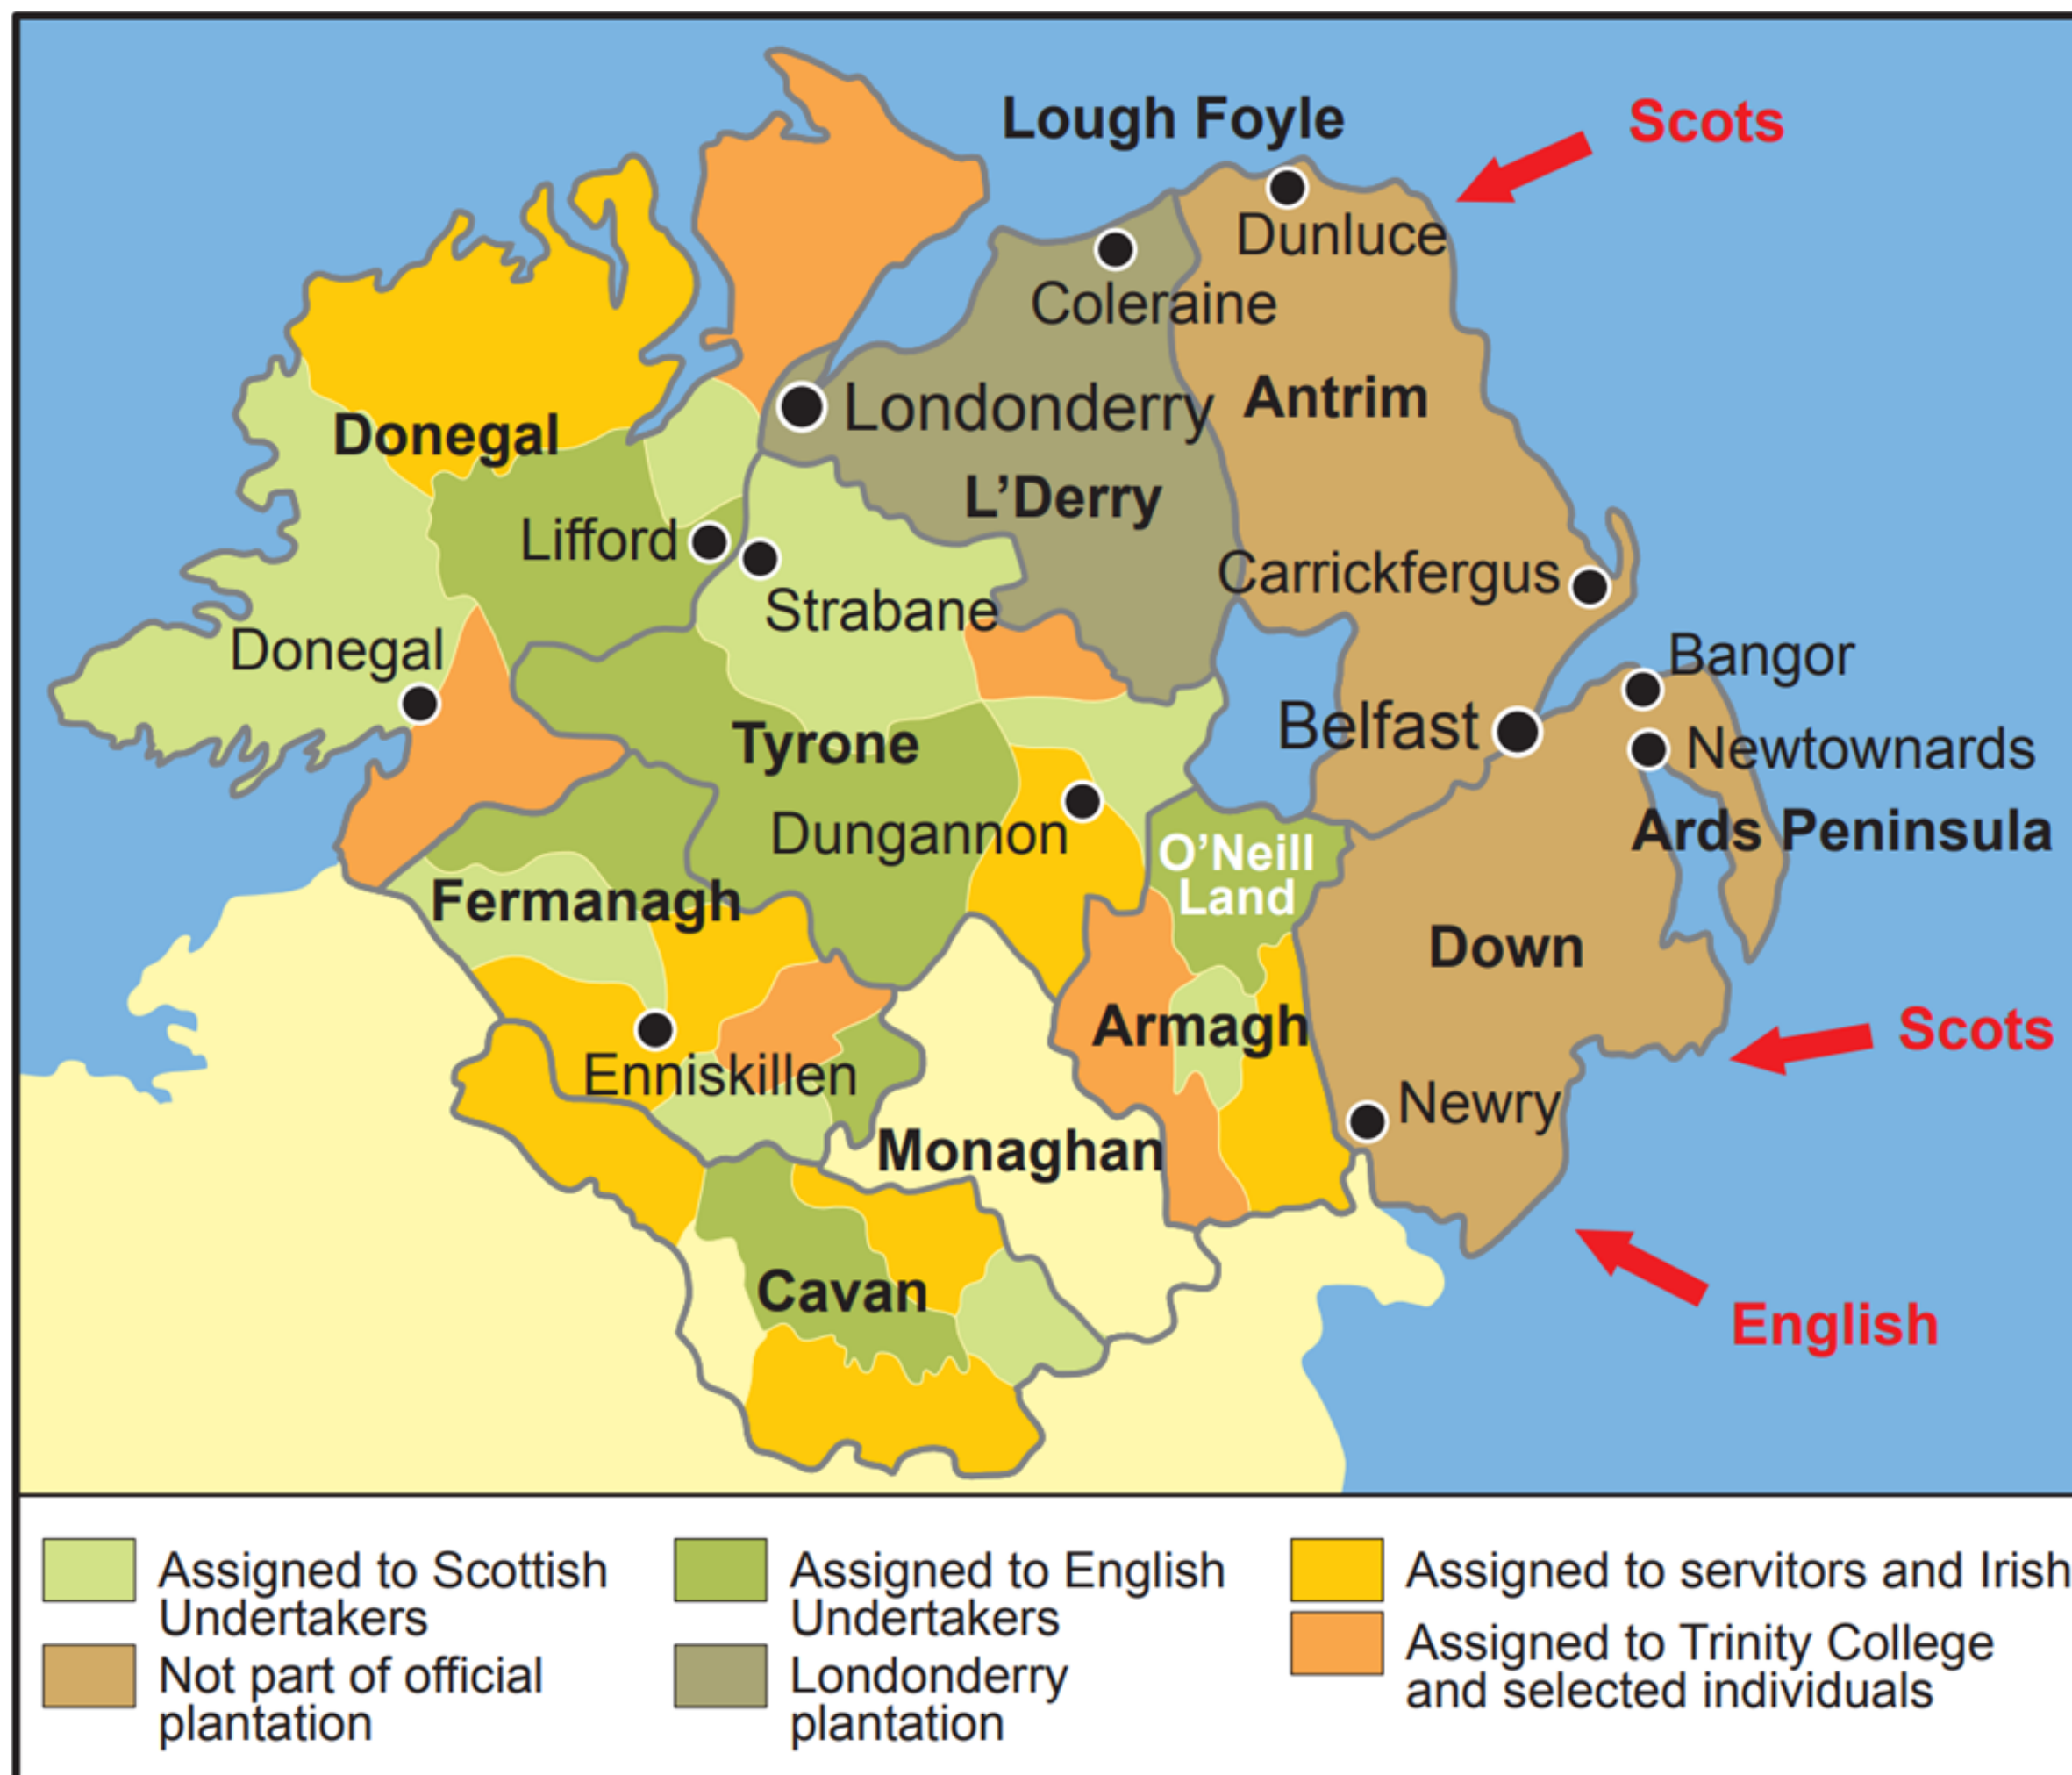 Lough Foyle
Scots
Dunluce
Coleraine
Londonderry
Antrim
Donegal
L'Derry
Lifford
Strabane
Carrickfergus
Donegal
Bangor
Belfast
Newtownards
Tyrone
Dungannon
O'Neill
Land
Ards Peninsula
Fermanagh
Down
Armagh
Scots
Enniskillen
Newry
Monaghan
Cavan
English
Assigned to Scottish
Undertakers
Assigned to English
Undertakers
Assigned to servitors and Irish
Not part of official
plantation
Londonderry
plantation
Assigned to Trinity College
and selected individuals